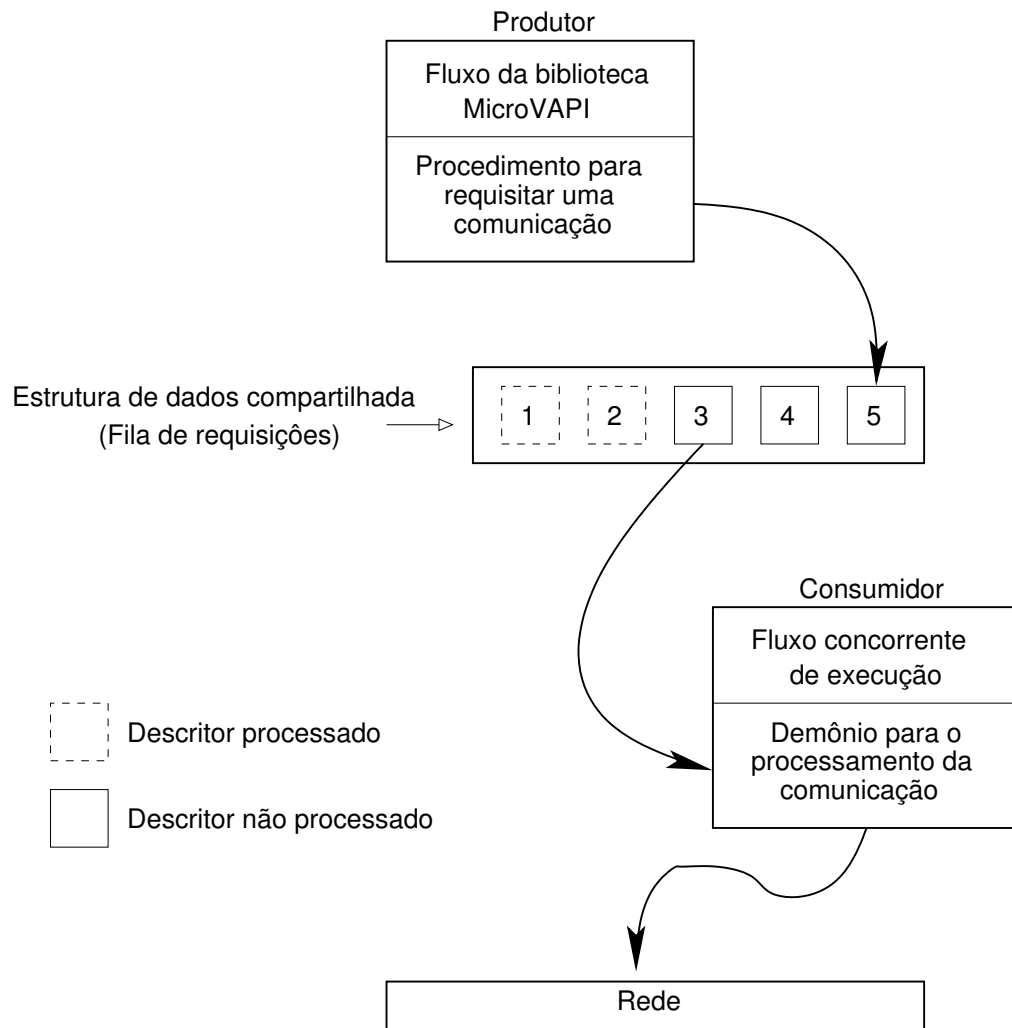 Produtor
Fluxo da biblioteca
MicroVAPI
Procedimento para
requisitar uma
comunicação
Estrutura de dados compartilhada
(Fila de requisições)
1 2 3 4 5
Consumidor
Fluxo concorrente
de execução
Demônio para o
processamento da
comunicação
Descritor processado
Descritor não processado
Rede